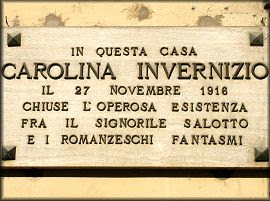 IN QUESTA CASA
CAROLINA INVERNIZIO
IL 27 NOVEMBRE 1916
CHIUSE L'OPEROSA ESISTENZA
FRA IL SIGNORILE SALOTTO
E I ROMANZESCHI FANTASMI